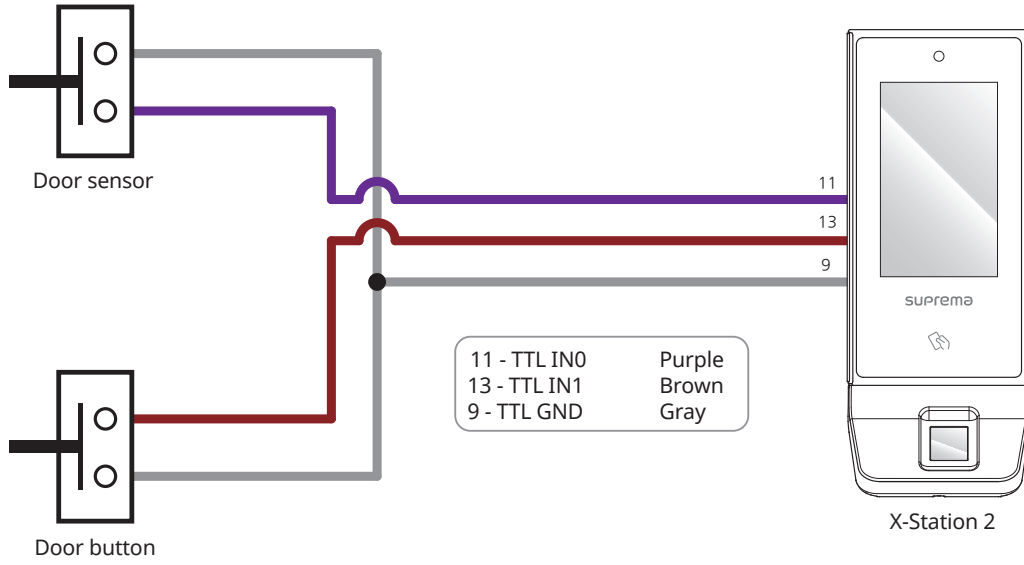 Door sensor
11
13
9
suprema
11 - TTL IN0 Purple
13 - TTL IN1 Brown
9 - TTL GND Gray
X-Station 2
Door button